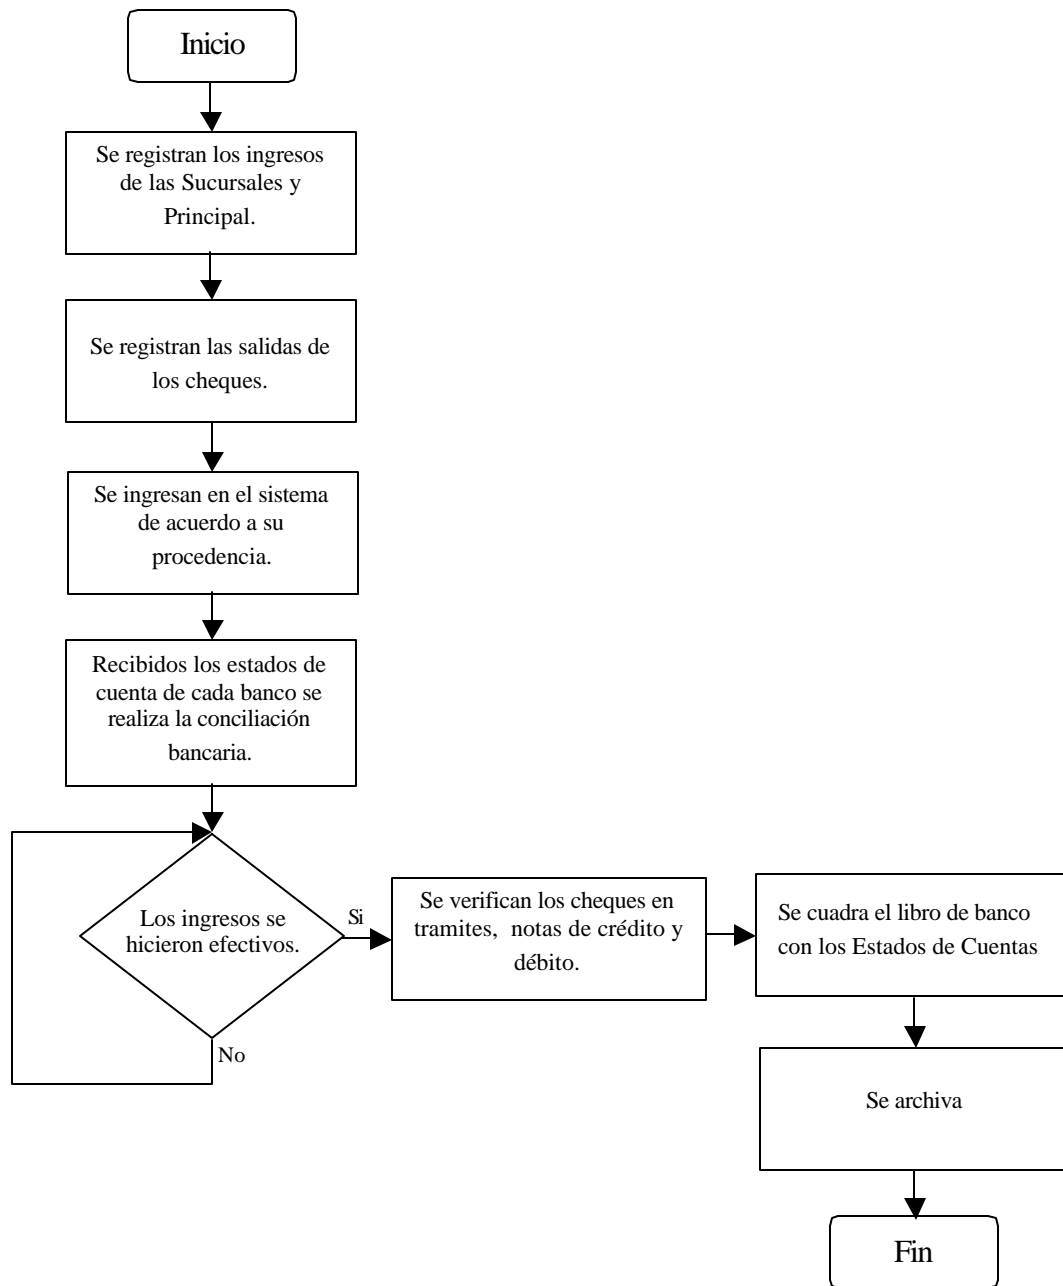 Inicio
Se registran los ingresos
de las Sucursales y
Principal.
Se registran las salidas de
los cheques.
Se ingresan en el sistema
de acuerdo a su
procedencia.
Recibidos los estados de
cuenta de cada banco se
realiza la conciliación
bancaria.
Los ingresos se
hicieron efectivos.
Si
No
Se verifican los cheques en
tramites, notas de crédito y
débito.
Se cuadra el libro de banco
con los Estados de Cuentas
Se archiva
Fin